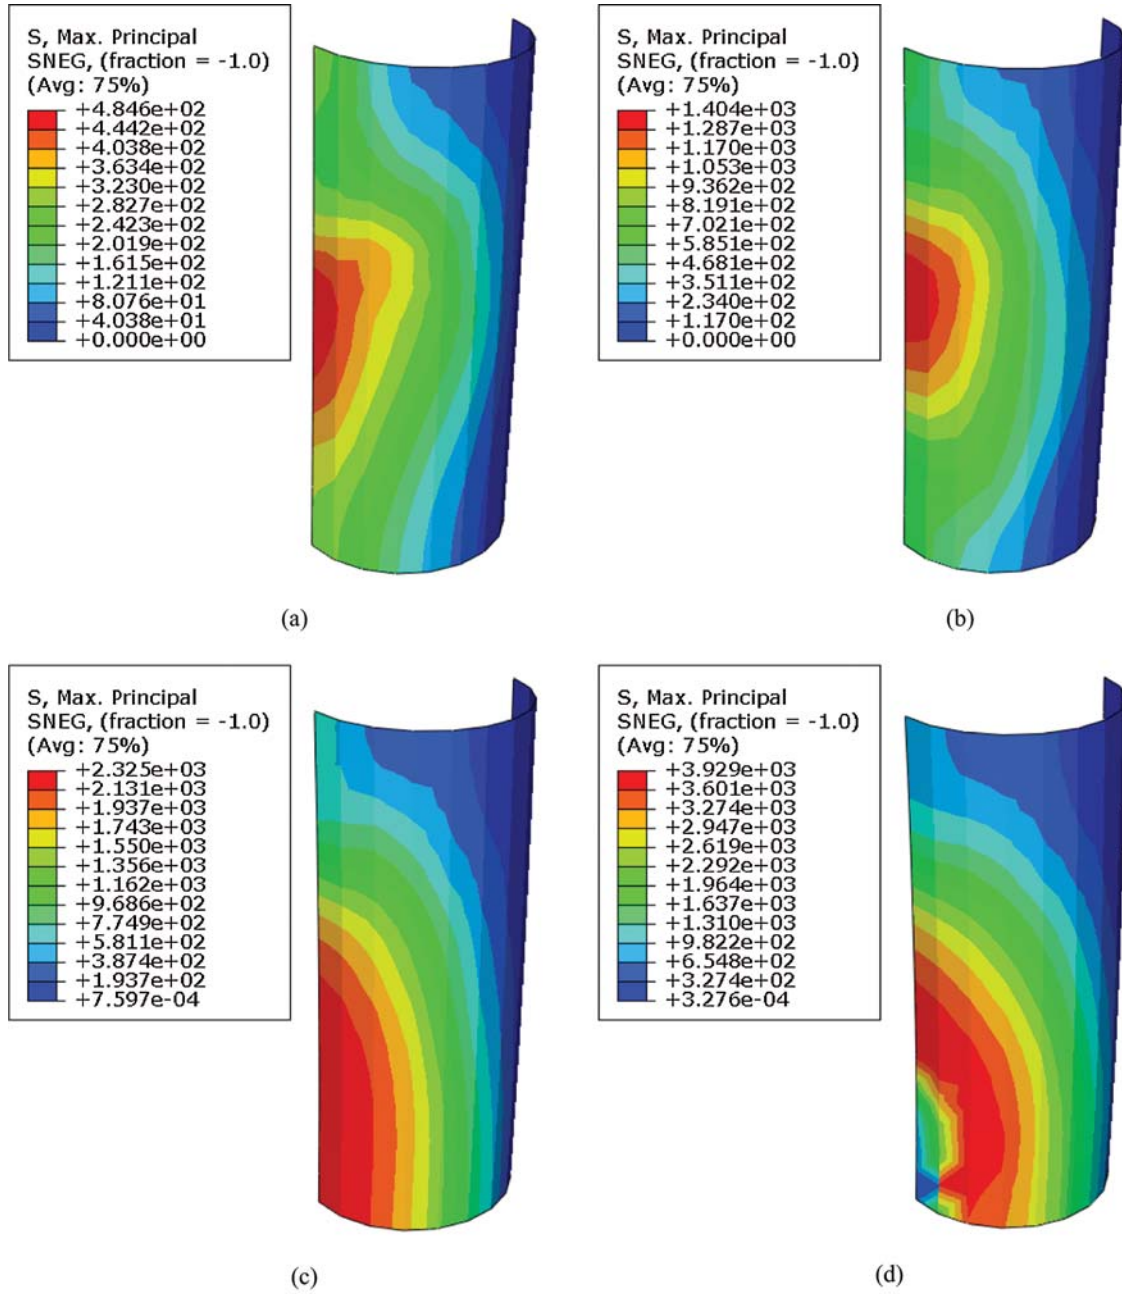 S, Max. Principal
SNEG, (fraction = -1.0)
(Avg: 75%)
+4.846e+02
+4.442e+02
+4.038e+02
+3.634e+02
+3.230e+02
+2.827e+02
+2.423e+02
+2.019e+02
+1.615e+02
+1.211e+02
+8.076e+01
+4.038e+01
+0.000e+00
(a)
S, Max. Principal
SNEG, (fraction = -1.0)
(Avg: 75%)
+1.404e+03
+1.287e+03
+1.170e+03
+1.053e+03
+9.362e+02
+8.191e+02
+7.021e+02
+5.851e+02
+4.681e+02
+3.511e+02
+2.340e+02
+1.170e+02
+0.000e+00
(b)
S, Max. Principal
SNEG, (fraction = -1.0)
(Avg: 75%)
+2.325e+03
+2.131e+03
+1.937e+03
+1.743e+03
+1.550e+03
+1.356e+03
+1.162e+03
+9.686e+02
+7.749e+02
+5.811e+02
+3.874e+02
+1.937e+02
+7.597e-04
(c)
S, Max. Principal
SNEG, (fraction = -1.0)
(Avg: 75%)
+3.929e+03
+3.601e+03
+3.274e+03
+2.947e+03
+2.619e+03
+2.292e+03
+1.964e+03
+1.637e+03
+1.310e+03
+9.822e+02
+6.548e+02
+3.274e+02
+3.276e-04
(d)